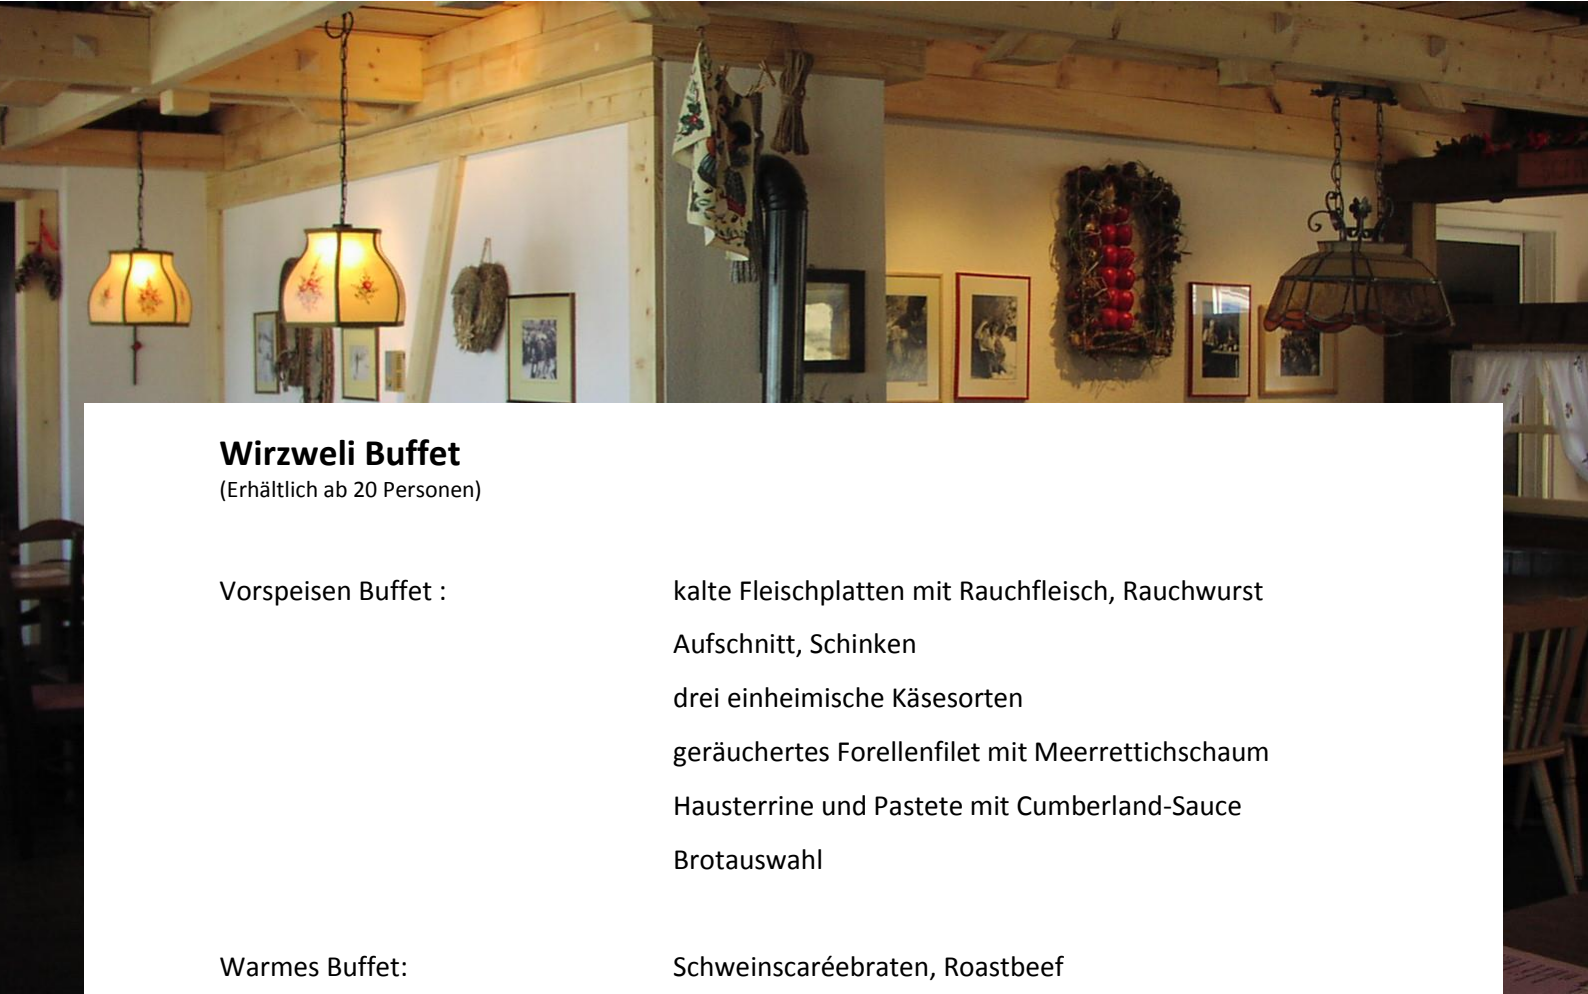 Wirzweli Buffet
(Erhältlich ab 20 Personen)
Vorspeisen Buffet : kalte Fleischplatten mit Rauchfleisch, Rauchwurst
Aufschnitt, Schinken
drei einheimische Käsesorten
geräuchertes Forellenfilet mit Meerrettichschaum
Hausterrine und Pastete mit Cumberland-Sauce
Brotauswahl
Warmes Buffet: Schweinscaréebraten, Roastbeef